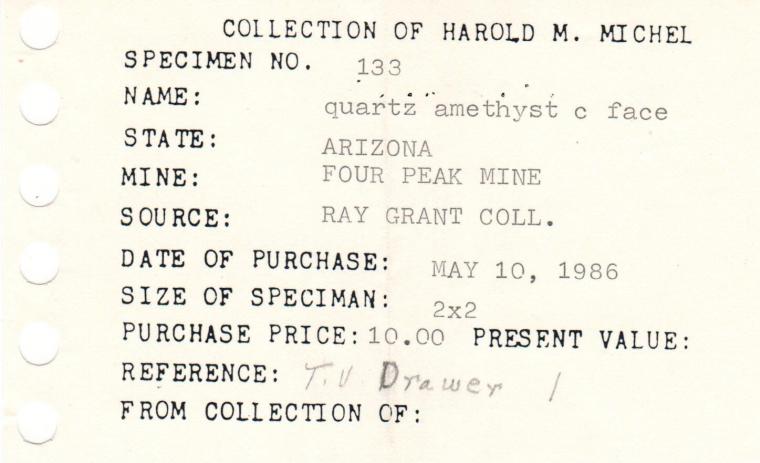 COLLECTION OF HAROLD M. MICHEL
SPECIMEN NO. 133
NAME: quartz amethyst c face
STATE: ARIZONA
MINE: FOUR PEAK MINE
SOURCE: RAY GRANT COLL.
DATE OF PURCHASE: MAY 10, 1986
SIZE OF SPECIMAN: 2x2
PURCHASE PRICE: 10.00 PRESENT VALUE:
REFERENCE: T.V. Drawer 1
FROM COLLECTION OF: